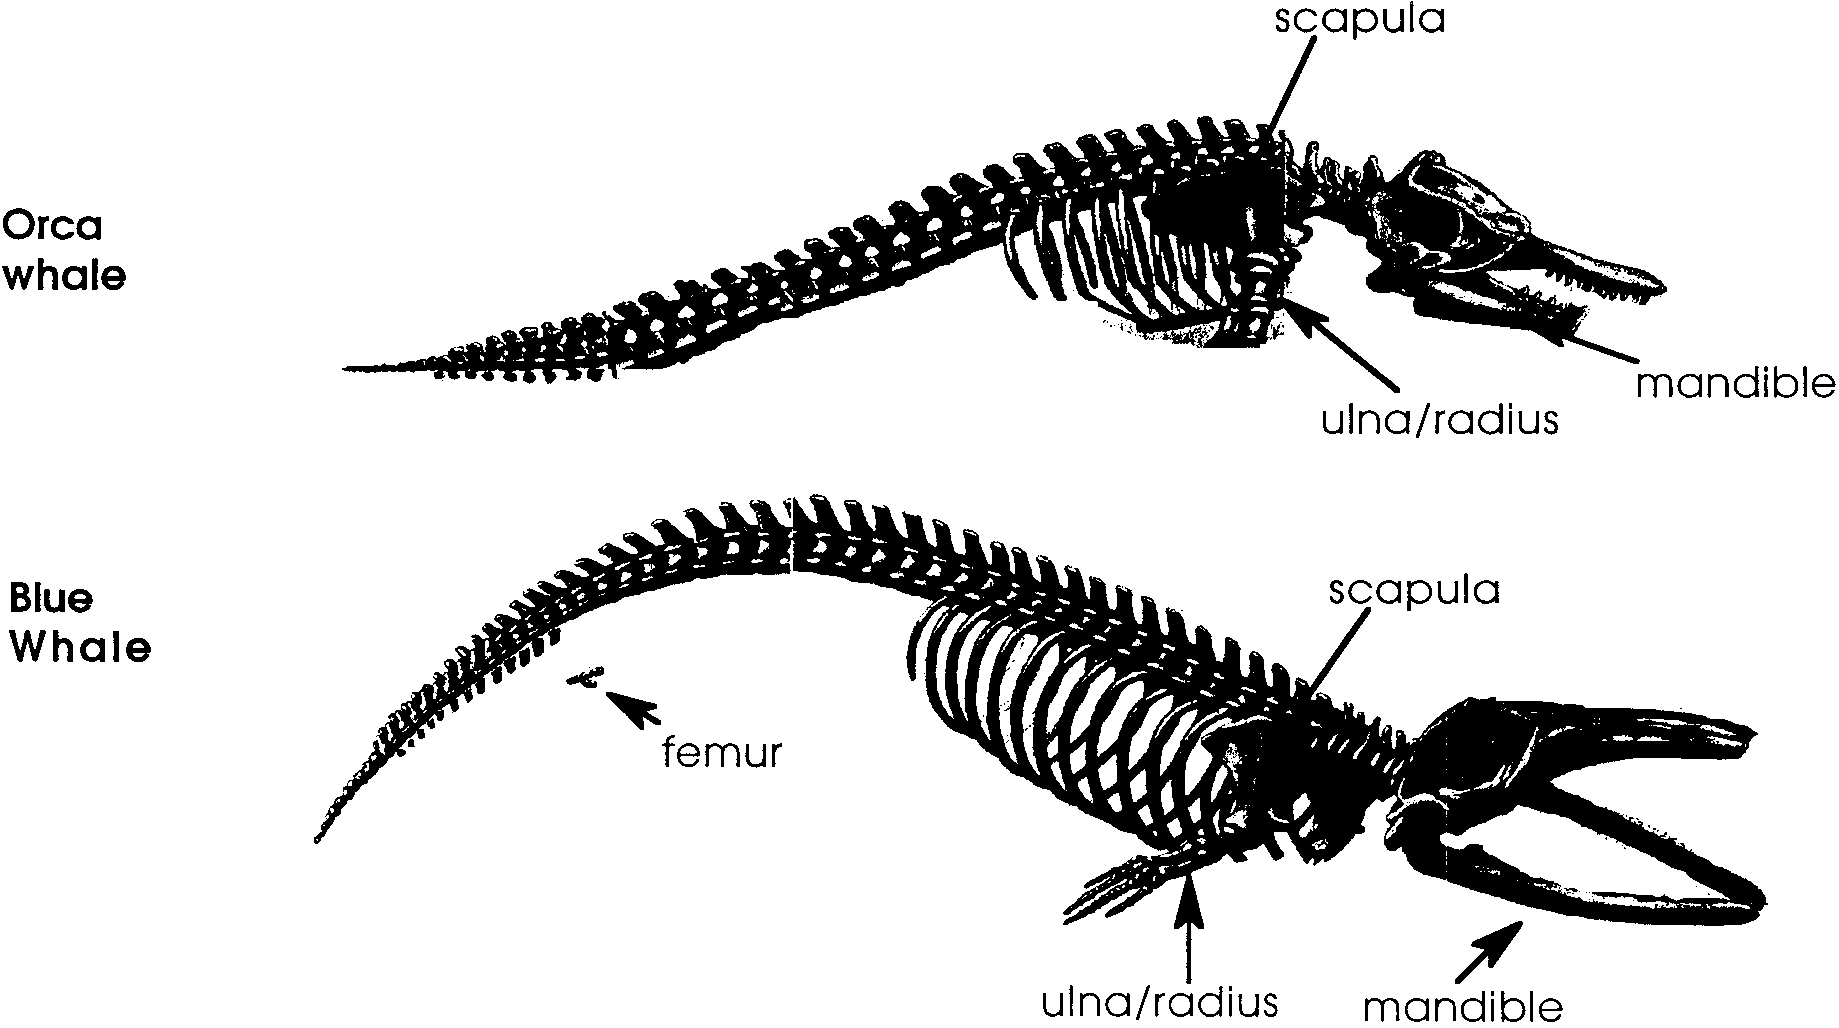 scapula
Orca
whale
mandible
ulna/radius
Blue
Whale
scapula
femur
ulna/radius
mandible